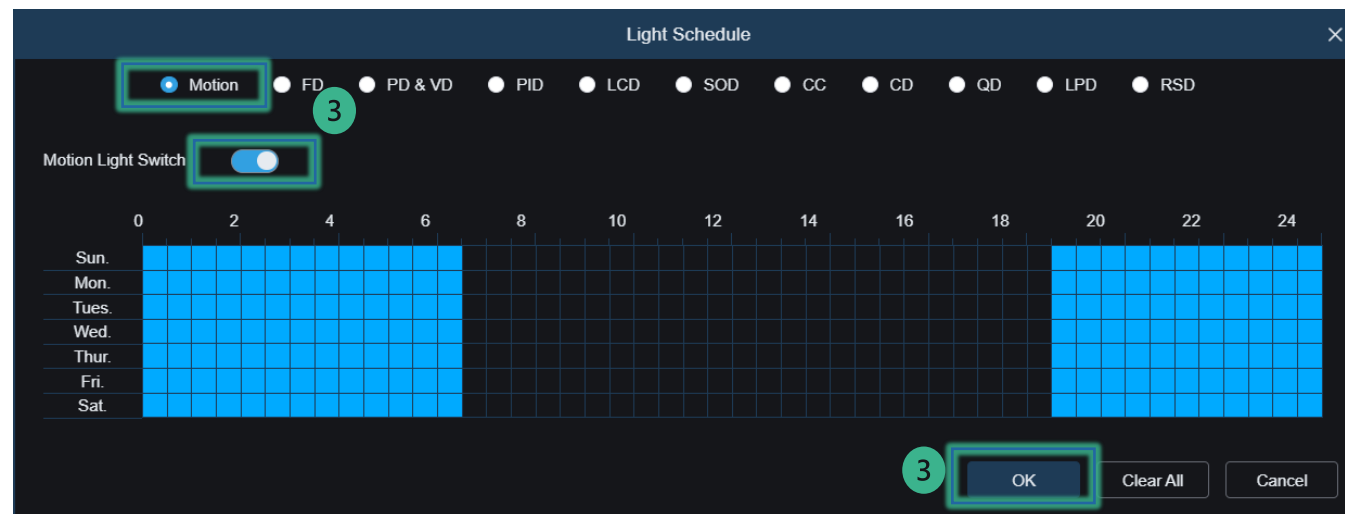 Light Schedule
Motion FD PD & VD PID LCD SOD CC CD QD LPD RSD
3
Motion Light Switch
0 2 4 6 8 10 12 14 16 18 20 22 24
Sun.
Mon.
Tues.
Wed.
Thur.
Fri.
Sat.
3 OK Clear All Cancel